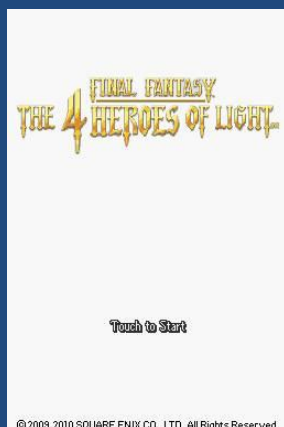 FINAL FANTASY
THE 4 HEROES OF LIGHT
Touch to Start
© 2009, 2010 SQUARE ENIX CO., LTD. All Rights Reserved.